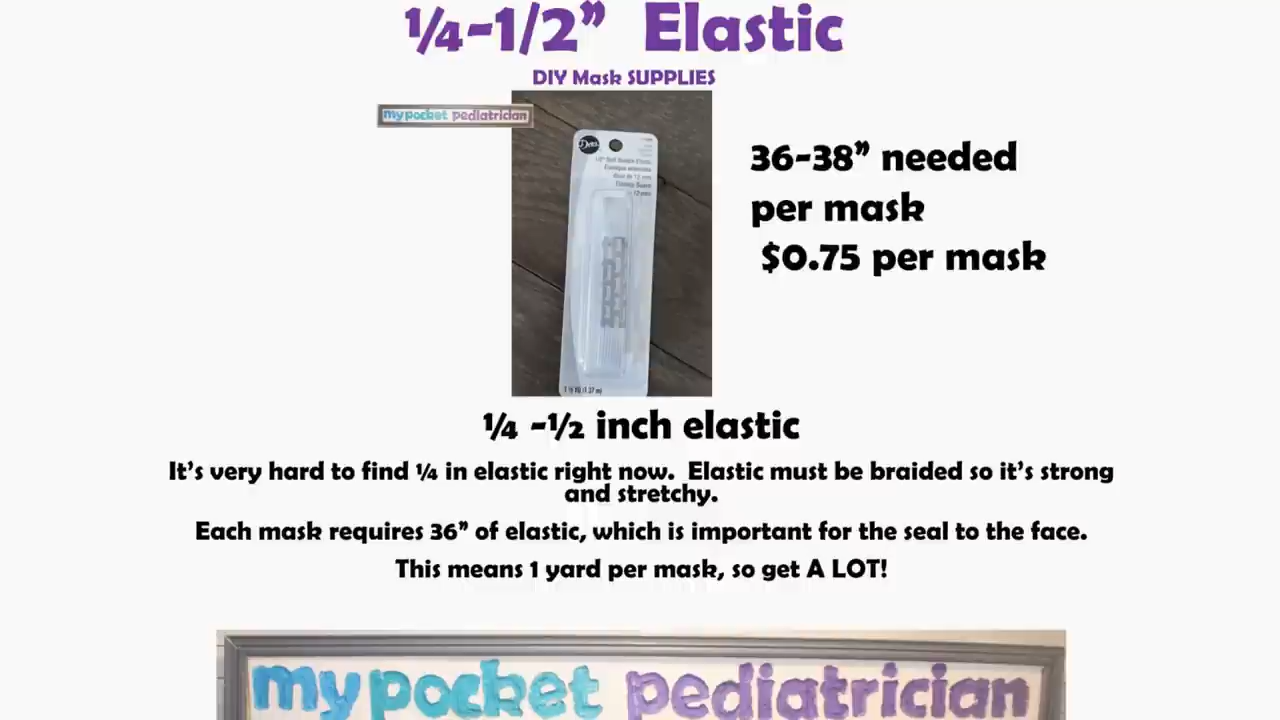 ¼-1/2” Elastic
DIY Mask SUPPLIES
my pocket pediatrician
Dritz
36-38” needed
per mask
$0.75 per mask
¼ -½ inch elastic
It’s very hard to find ¼ in elastic right now. Elastic must be braided so it’s strong
and stretchy.
Each mask requires 36” of elastic, which is important for the seal to the face.
This means 1 yard per mask, so get A LOT!
my pocket pediatrician